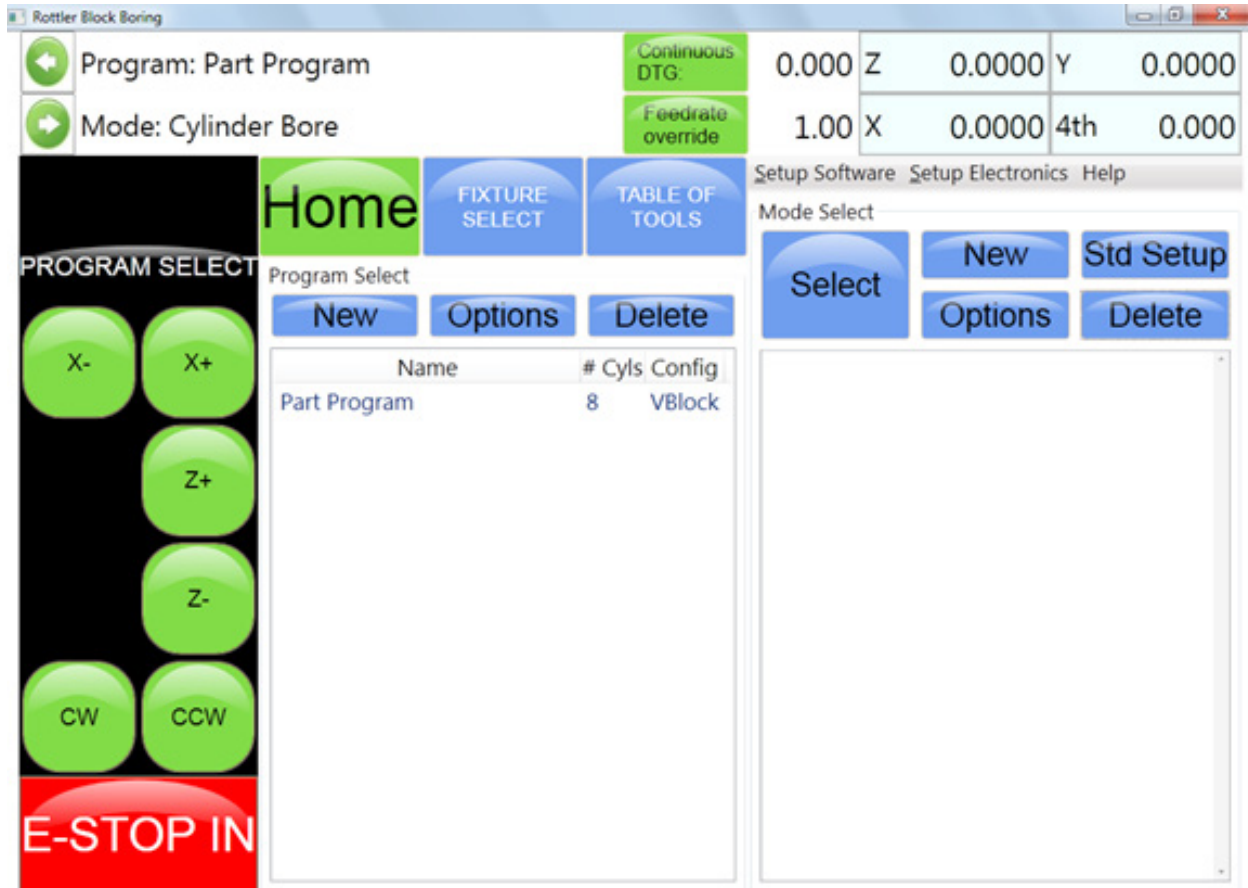 Rottler Block Boring
Program: Part Program
Continuous DTG:
0.000
Z 0.0000
Y 0.0000
Mode: Cylinder Bore
Feedrate override
1.00
X 0.0000
4th 0.000
PROGRAM SELECT
X-
X+
Z+
Z-
CW
CCW
E-STOP IN
Home
FIXTURE SELECT
TABLE OF TOOLS
Program Select
New
Options
Delete
Name # Cyls Config
Part Program 8 VBlock
Setup Software Setup Electronics Help
Mode Select
Select
New
Std Setup
Options
Delete